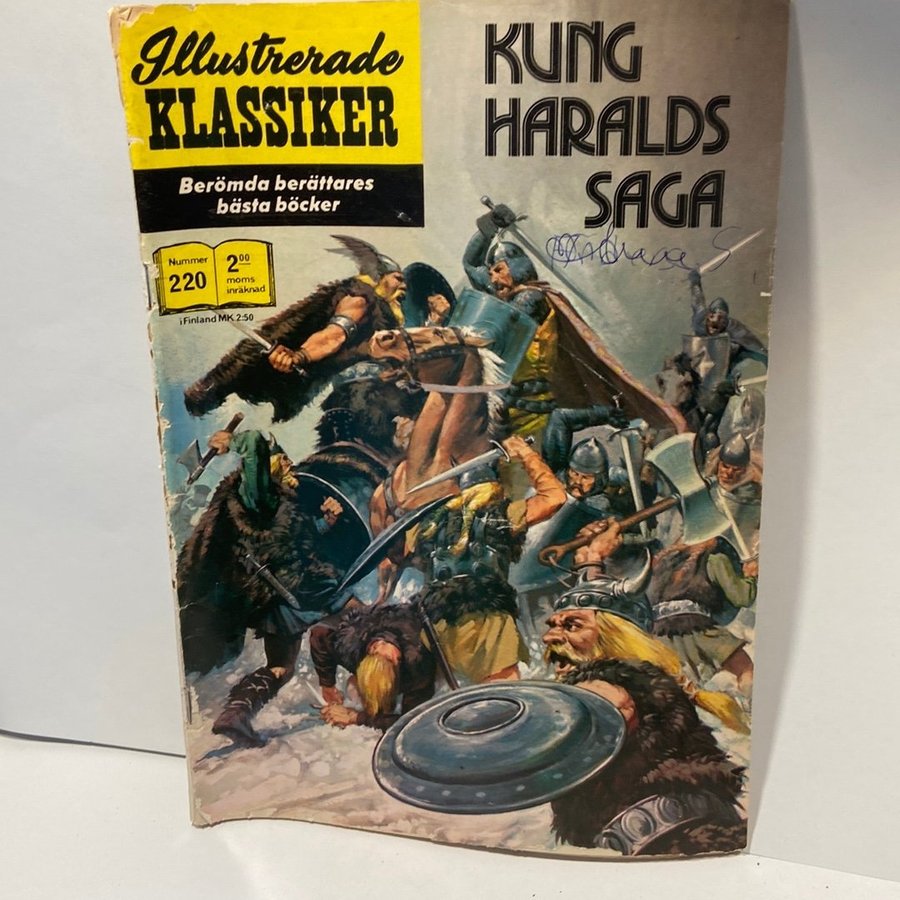 Illustrerade
KLASSIKER
Berömda berättares
bästa böcker
KUNG
HARALDS
SAGA
Nummer
220
2 00
moms
inräknad
i Finland MK 2:50